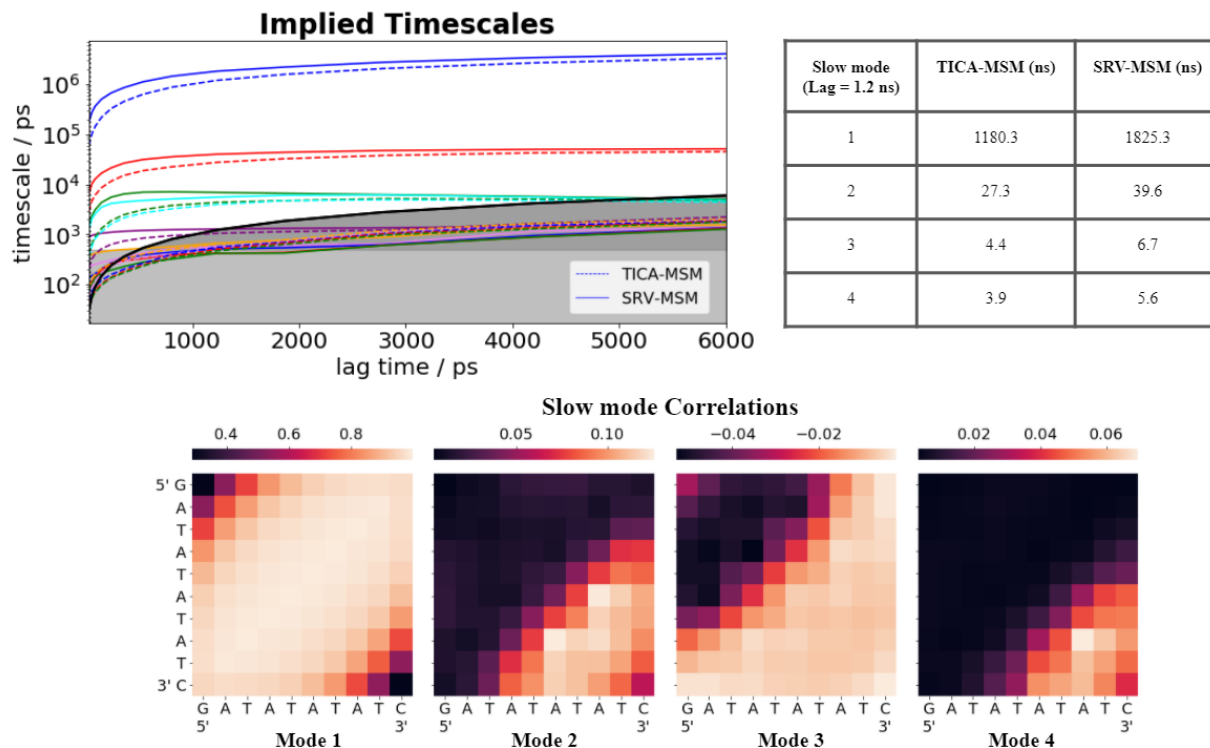 Implied Timescales
timescale / ps
10^6
10^5
10^4
10^3
10^2
TICA-MSM
SRV-MSM
1000 2000 3000 4000 5000 6000
lag time / ps
Slow mode (Lag = 1.2 ns) TICA-MSM (ns) SRV-MSM (ns)
1 1180.3 1825.3
2 27.3 39.6
3 4.4 6.7
4 3.9 5.6
Slow mode Correlations
0.4 0.6 0.8 0.05 0.10 −0.04 −0.02 0.02 0.04 0.06
5' G
A
T
A
T
A
T
A
T
3' C
G A T A T A T A T C G A T A T A T A T C G A T A T A T A T C G A T A T A T A T C
5' 3' 5' 3' 5' 3' 5' 3'
Mode 1 Mode 2 Mode 3 Mode 4